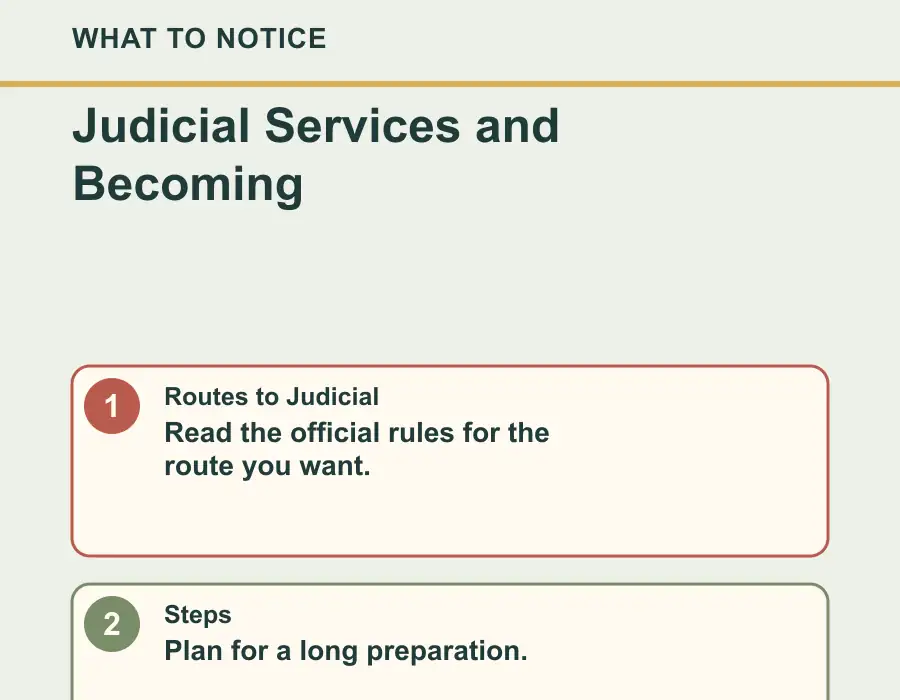 WHAT TO NOTICE
Judicial Services and
Becoming
1
Routes to Judicial
Read the official rules for the
route you want.
2
Steps
Plan for a long preparation.